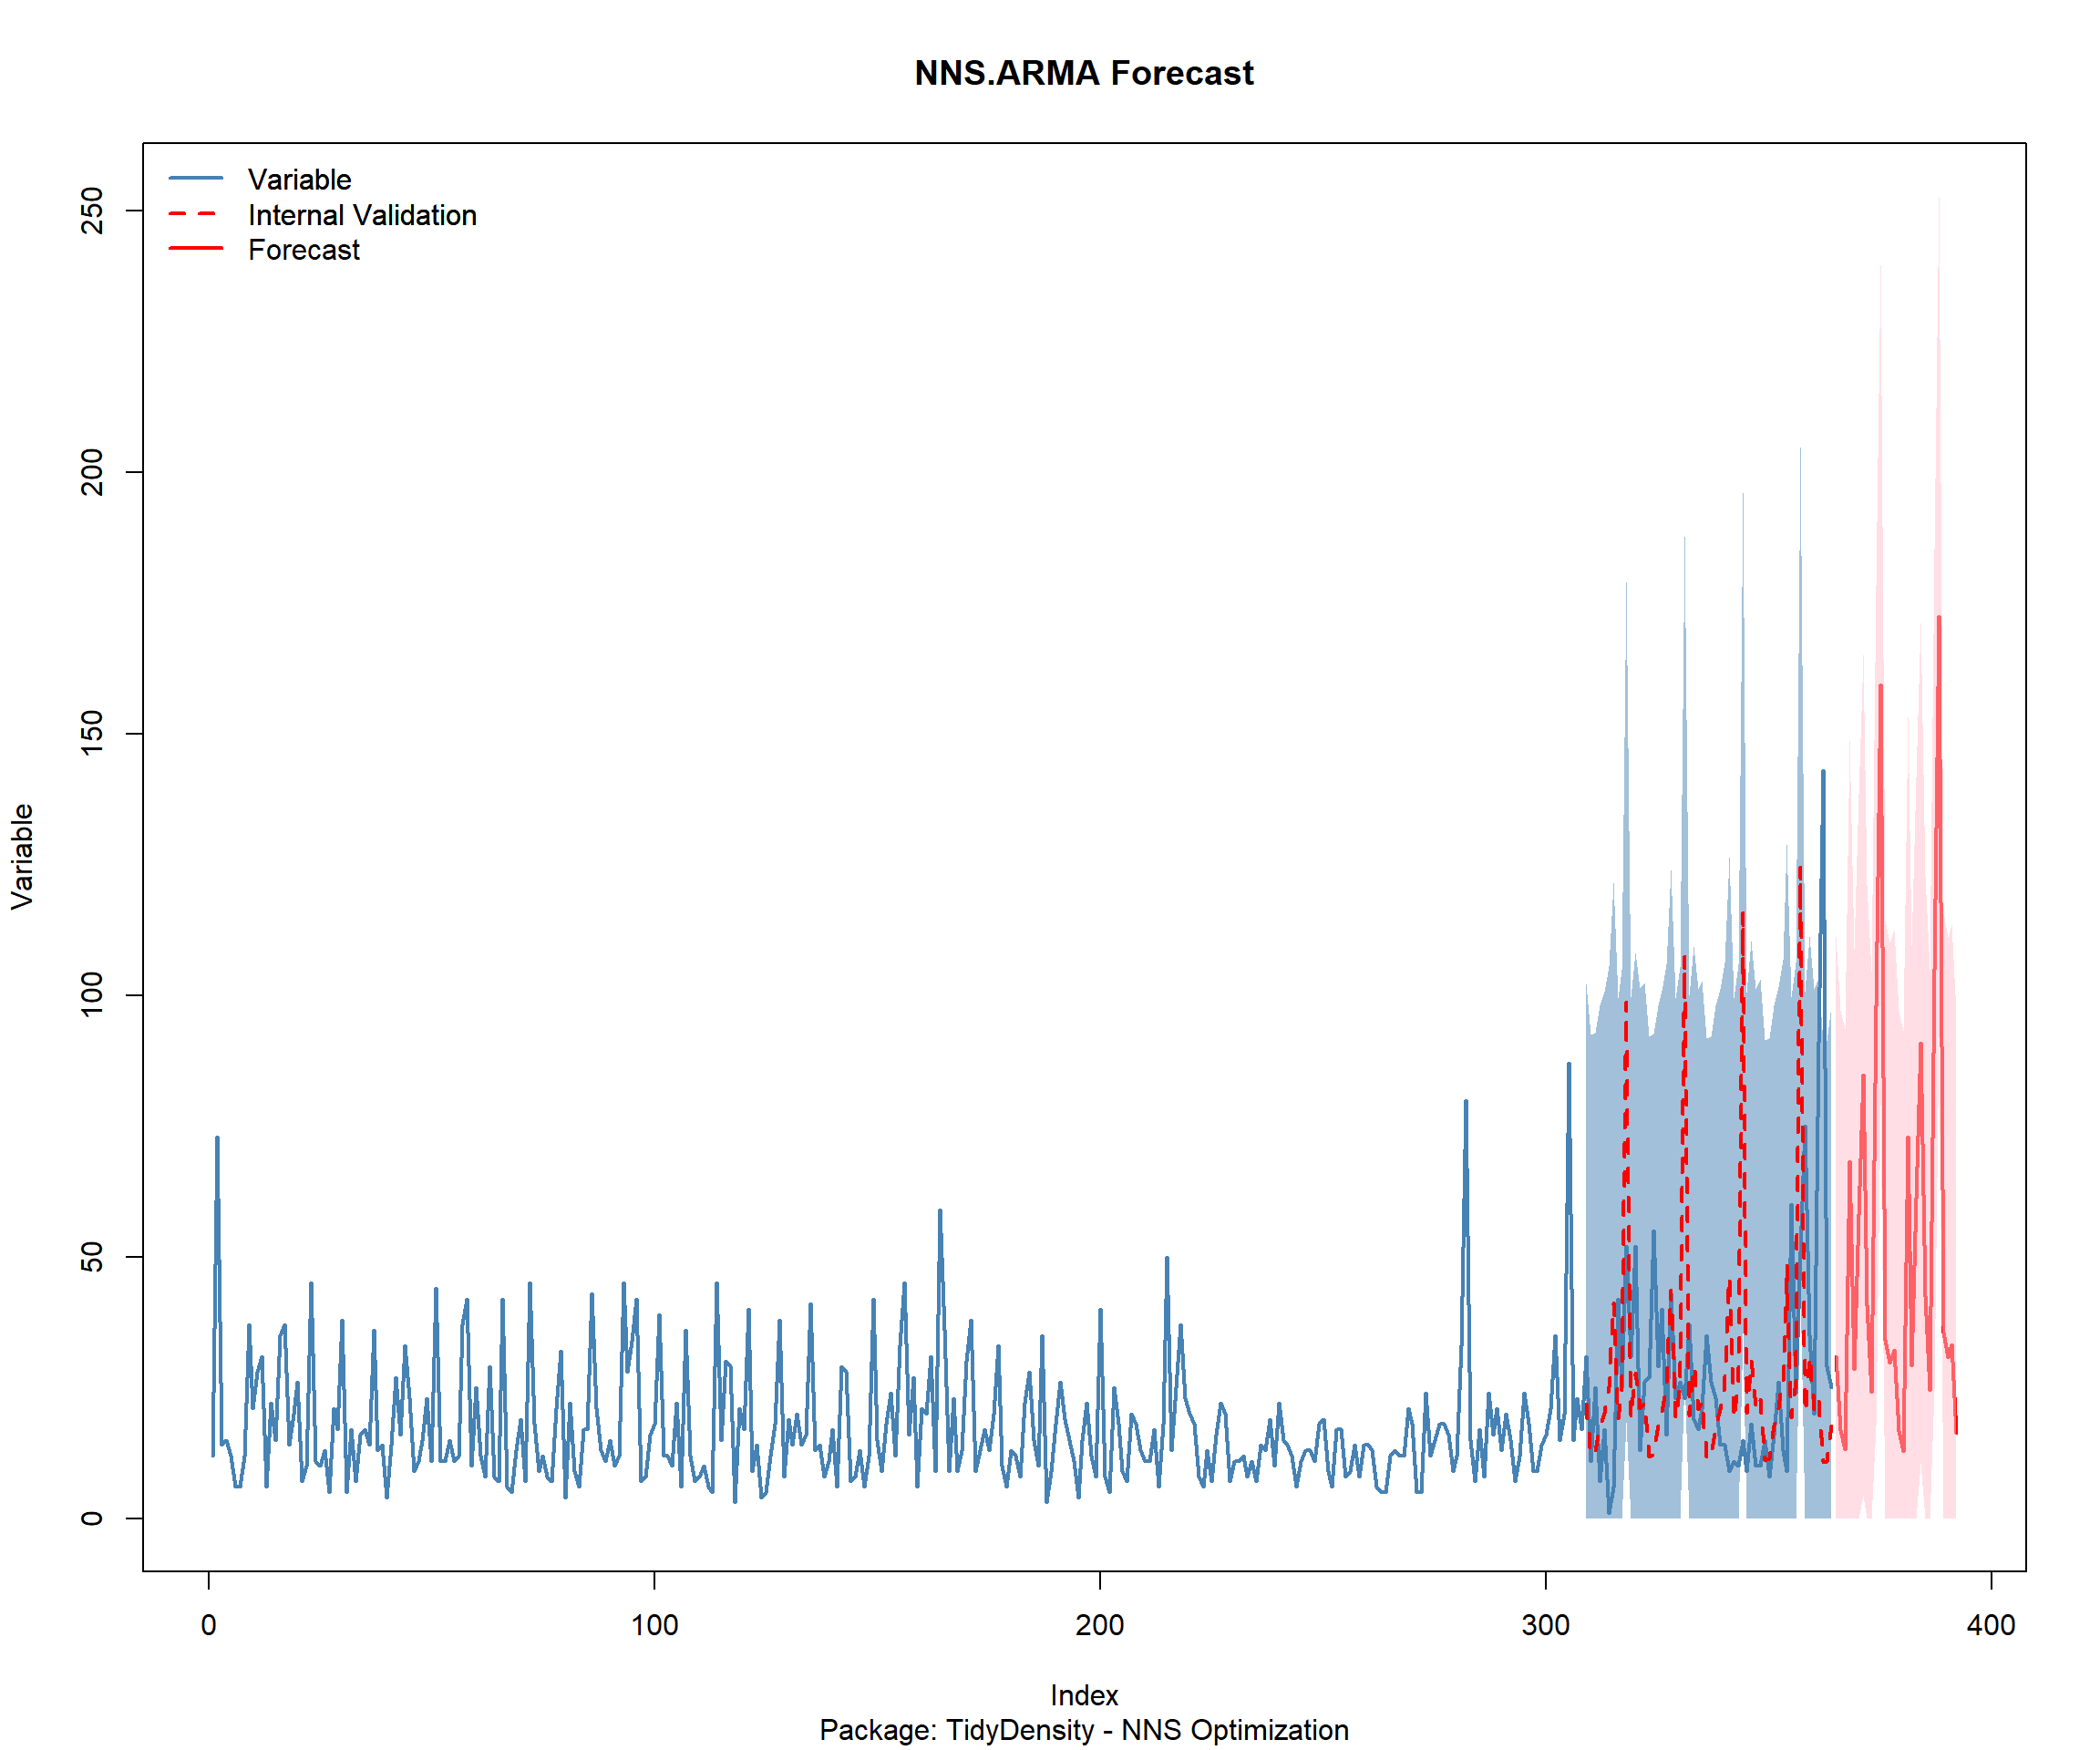 NNS.ARMA Forecast
Variable
Internal Validation
Forecast
250
200
150
100
50
0
Variable
0 100 200 300 400
Index
Package: TidyDensity - NNS Optimization